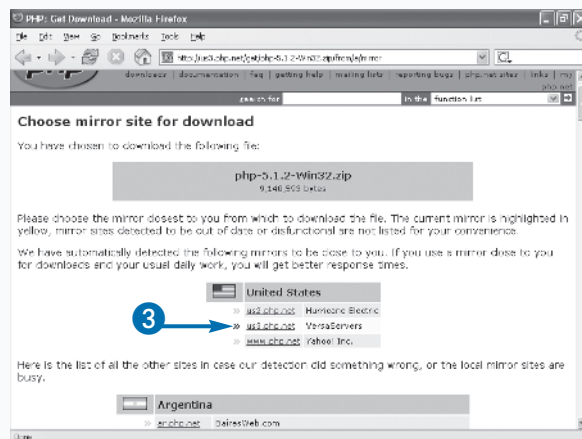 PHP: Get Download - Mozilla Firefox
File Edit View Go Bookmarks Tools Help
php
downloads | documentation | faq | getting help | mailing lists | reporting bugs | php.net sites | links | my
php.net
search for in the function list
Choose mirror site for download
You have chosen to download the following file:
php-5.1.2-Win32.zip
bytes
Please choose the mirror closest to you from which to download the file. The current mirror is highlighted in
yellow, mirror sites detected to be out of date or disfunctional are not listed for your convenience.
We have automatically detected the following mirrors to be close to you. If you use a mirror close to you
for downloads and your usual daily work, you will get better response times.
United States
» us2.php.net Hurricane Electric
3 » us3.php.net VersaServers
» www.php.net Yahoo! Inc.
Here is the list of all the other sites in case our detection did something wrong, or the local mirror sites are
busy.
Argentina
» ar.php.net BairesWeb.com
Done